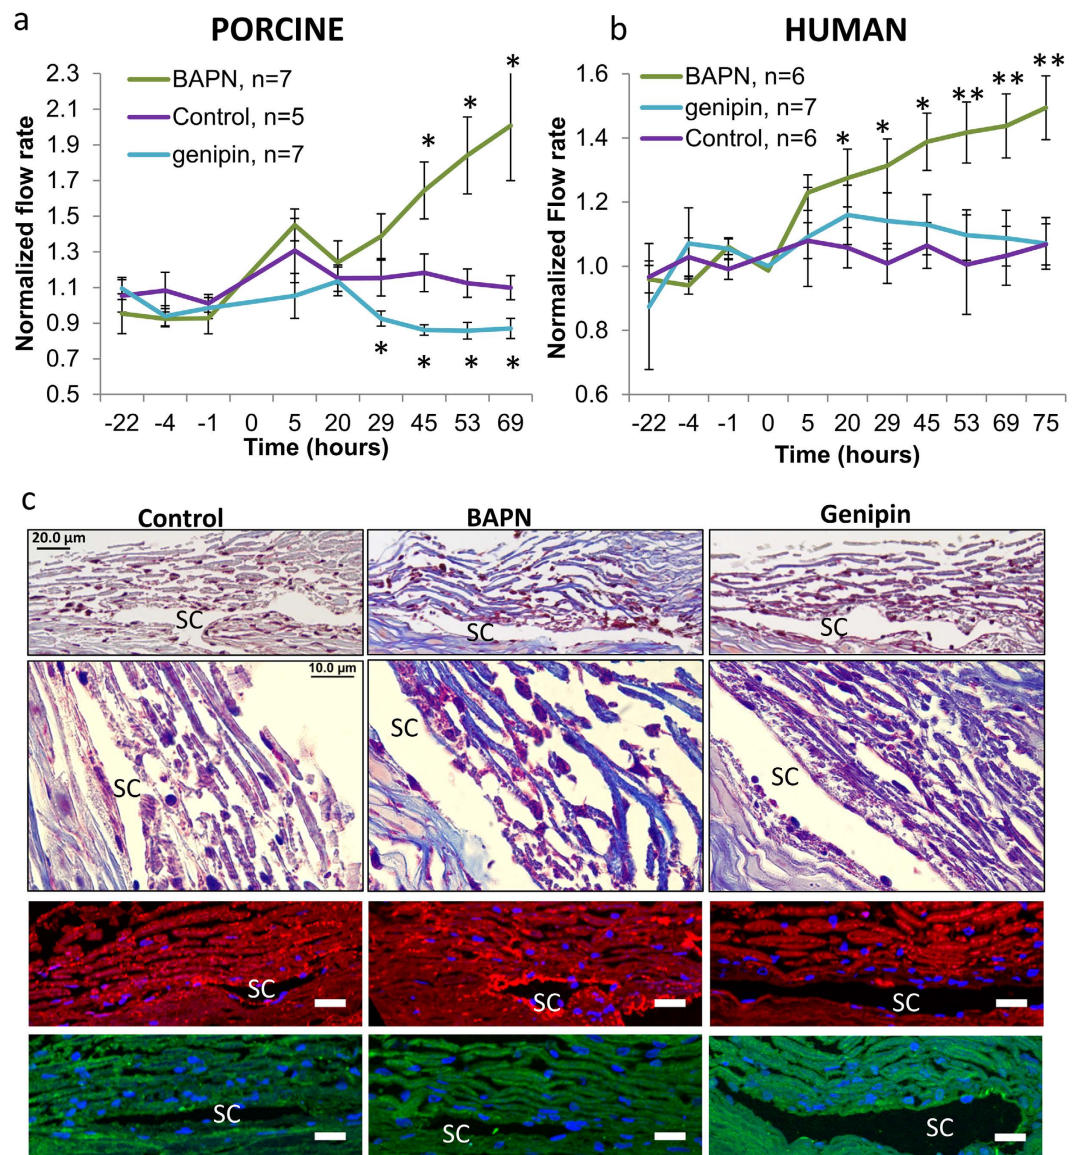 a
PORCINE
BAPN, n=7
Control, n=5
genipin, n=7
*
*
*
*
*
*
*
Normalized flow rate
2.3
2.1
1.9
1.7
1.5
1.3
1.1
0.9
0.7
0.5
-22 -4 -1 0 5 20 29 45 53 69
Time (hours)
b
HUMAN
BAPN, n=6
genipin, n=7
Control, n=6
*
*
*
**
**
**
Normalized Flow rate
1.6
1.4
1.2
1.0
0.8
0.6
-22 -4 -1 0 5 20 29 45 53 69 75
Time (hours)
c
Control BAPN Genipin
20.0 µm
SC SC SC
10.0 µm
SC SC SC
SC SC SC
SC SC SC